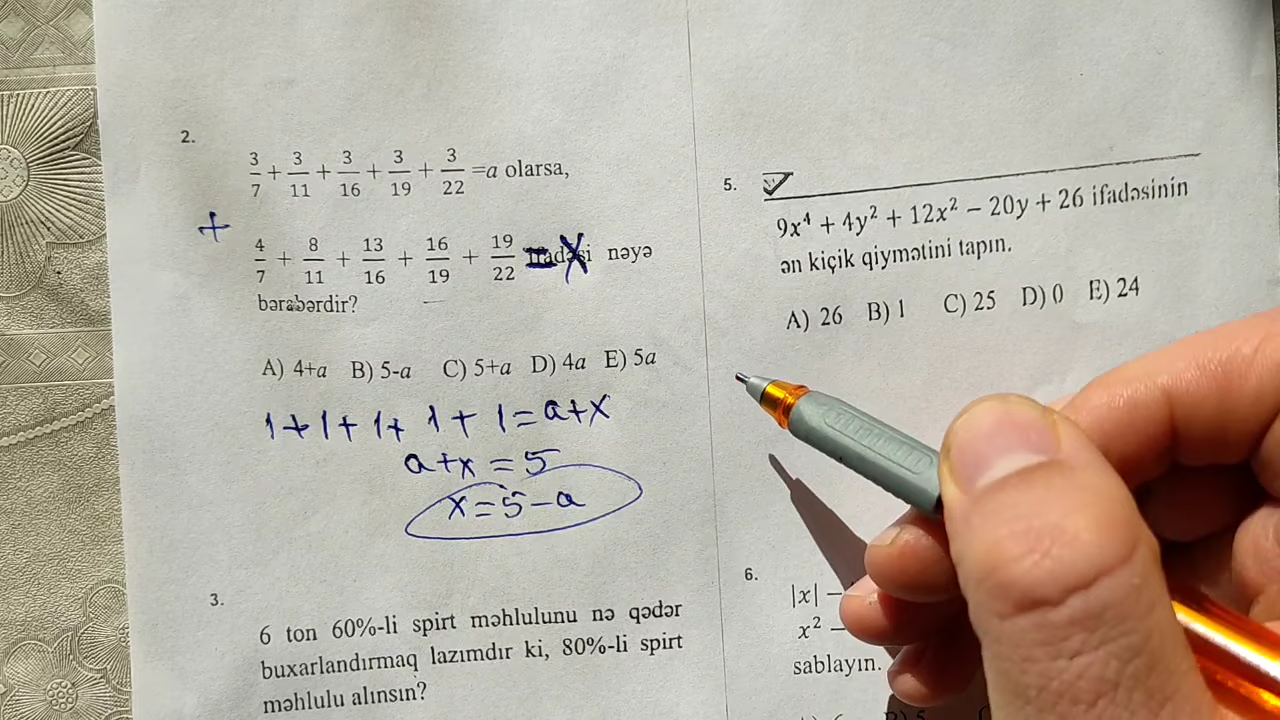 2.
3/7 + 3/11 + 3/16 + 3/19 + 3/22 =a olarsa,
+
4/7 + 8/11 + 13/16 + 16/19 + 19/22 = x nəyə
bərabərdir?
A) 4+a B) 5-a C) 5+a D) 4a E) 5a
1+1+1+1+1=a+x
a+x=5
x=5-a
3.
6 ton 60%-li spirt məhlulunu nə qədər
buxarlandırmaq lazımdır ki, 80%-li spirt
məhlulu alınsın?
5.
9x⁴ + 4y² + 12x² − 20y + 26 ifadəsinin
ən kiçik qiymətini tapın.
A) 26 B) 1 C) 25 D) 0 E) 24
6.
|x| −
x² −
sablayın.